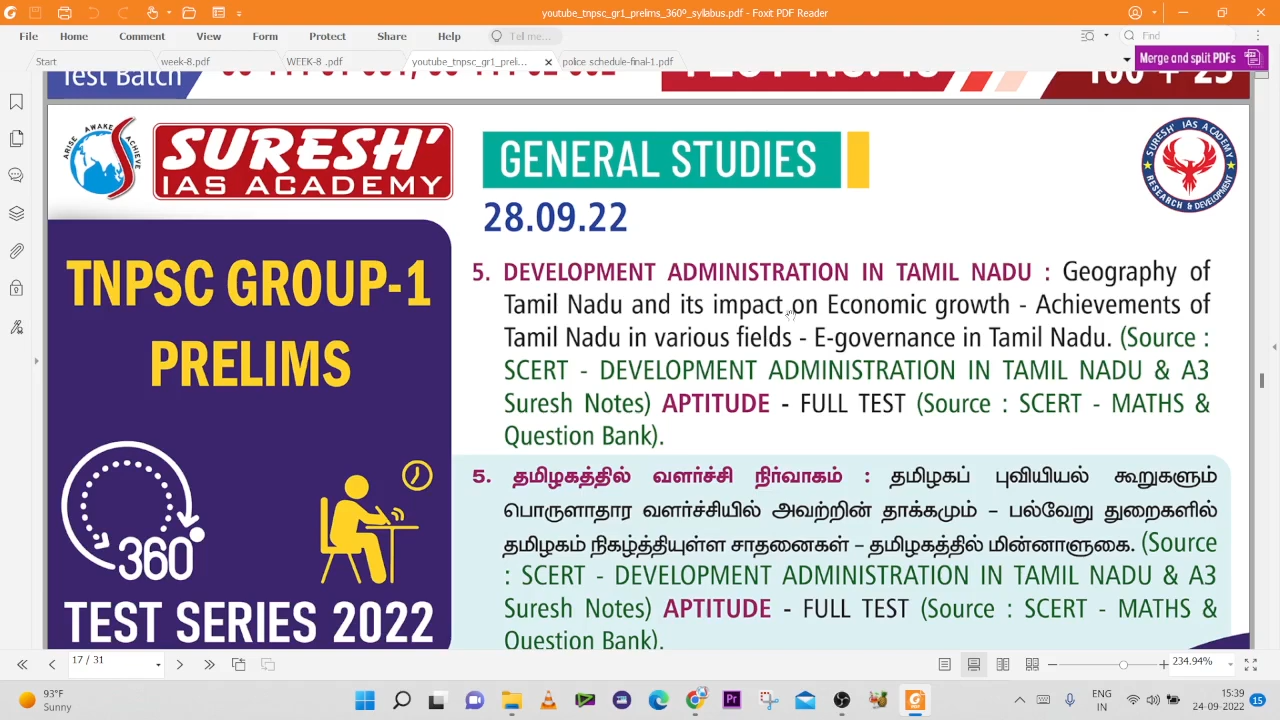 youtube_tnpsc_gr1_prelims_360º_syllabus.pdf - Foxit PDF Reader
File Home Comment View Form Protect Share Help Tell me... Find
Start week-8.pdf WEEK-8 .pdf youtube_tnpsc_gr1_preli... police schedule-final-1.pdf
Merge and split PDFs
Test Batch
ARISE AWAKE ACHIEVE
SURESH'
IAS ACADEMY
GENERAL STUDIES
SURESH' IAS ACADEMY
RESEARCH & DEVELOPMENT
28.09.22
TNPSC GROUP-1
PRELIMS
360°
TEST SERIES 2022
5. DEVELOPMENT ADMINISTRATION IN TAMIL NADU : Geography of
Tamil Nadu and its impact on Economic growth - Achievements of
Tamil Nadu in various fields - E-governance in Tamil Nadu. (Source :
SCERT - DEVELOPMENT ADMINISTRATION IN TAMIL NADU & A3
Suresh Notes) APTITUDE - FULL TEST (Source : SCERT - MATHS &
Question Bank).
5. தமிழகத்தில் வளர்ச்சி நிர்வாகம் : தமிழகப் புவியியல் கூறுகளும்
பொருளாதார வளர்ச்சியில் அவற்றின் தாக்கமும் – பல்வேறு துறைகளில்
தமிழகம் நிகழ்த்தியுள்ள சாதனைகள் – தமிழகத்தில் மின்னாளுகை. (Source
: SCERT - DEVELOPMENT ADMINISTRATION IN TAMIL NADU & A3
Suresh Notes) APTITUDE - FULL TEST (Source : SCERT - MATHS &
Question Bank).
17 / 31
234.94%
93°F
Sunny
Pr
ENG
IN
15:39
24-09-2022
15